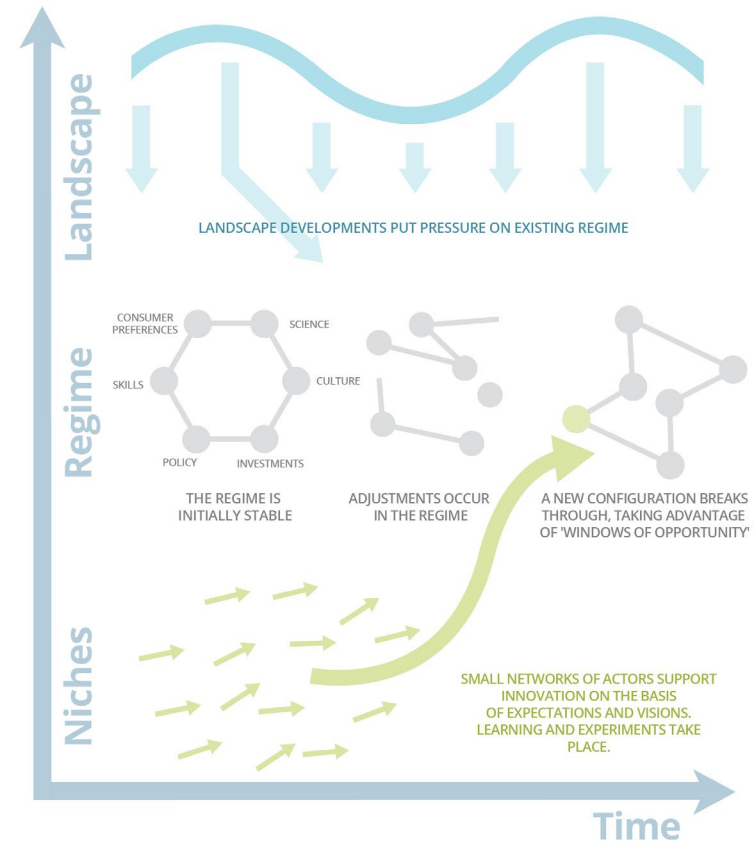 Landscape
LANDSCAPE DEVELOPMENTS PUT PRESSURE ON EXISTING REGIME
Regime
CONSUMER
PREFERENCES
SCIENCE
SKILLS
CULTURE
POLICY
INVESTMENTS
THE REGIME IS
INITIALLY STABLE
ADJUSTMENTS OCCUR
IN THE REGIME
A NEW CONFIGURATION BREAKS
THROUGH, TAKING ADVANTAGE
OF 'WINDOWS OF OPPORTUNITY'
Niches
SMALL NETWORKS OF ACTORS SUPPORT
INNOVATION ON THE BASIS
OF EXPECTATIONS AND VISIONS.
LEARNING AND EXPERIMENTS TAKE
PLACE.
Time